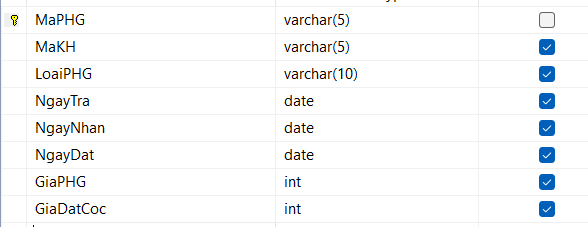 MaPHG varchar(5)
MaKH varchar(5)
LoaiPHG varchar(10)
NgayTra date
NgayNhan date
NgayDat date
GiaPHG int
GiaDatCoc int